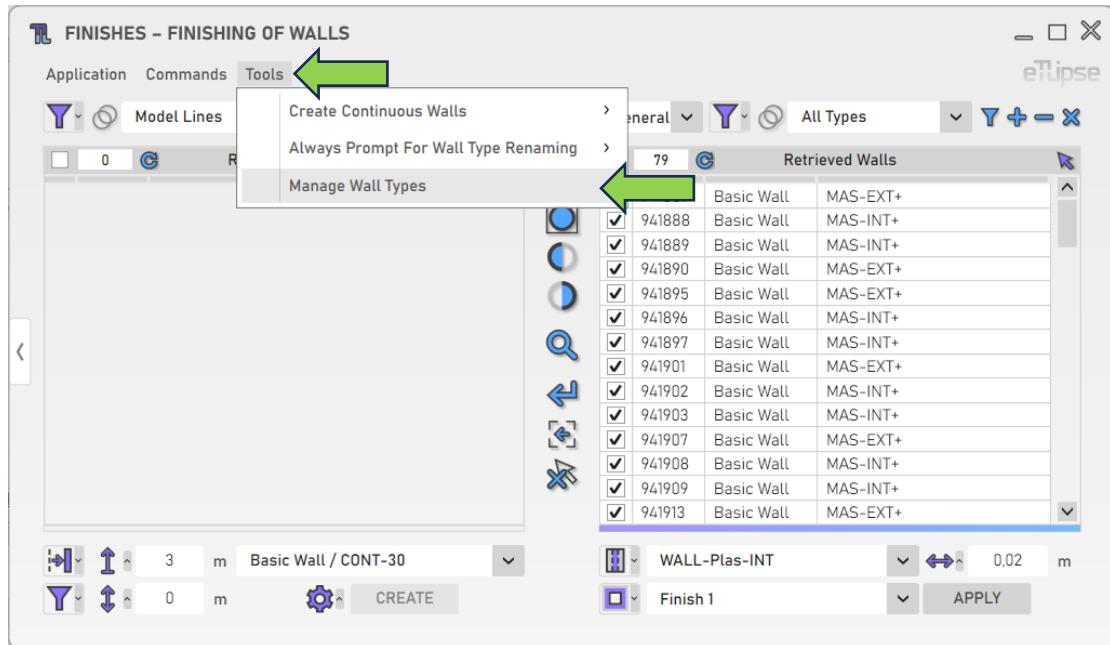 FINISHES – FINISHING OF WALLS
Application Commands Tools
eTLipse
Model Lines
Create Continuous Walls
Always Prompt For Wall Type Renaming
Manage Wall Types
All Types
0
79 Retrieved Walls
Basic Wall MAS-EXT+
941888 Basic Wall MAS-INT+
941889 Basic Wall MAS-INT+
941890 Basic Wall MAS-EXT+
941895 Basic Wall MAS-EXT+
941896 Basic Wall MAS-INT+
941897 Basic Wall MAS-INT+
941901 Basic Wall MAS-EXT+
941902 Basic Wall MAS-INT+
941903 Basic Wall MAS-INT+
941907 Basic Wall MAS-EXT+
941908 Basic Wall MAS-INT+
941909 Basic Wall MAS-INT+
941913 Basic Wall MAS-EXT+
3 m Basic Wall / CONT-30
WALL-Plas-INT 0,02 m
0 m CREATE
Finish 1 APPLY